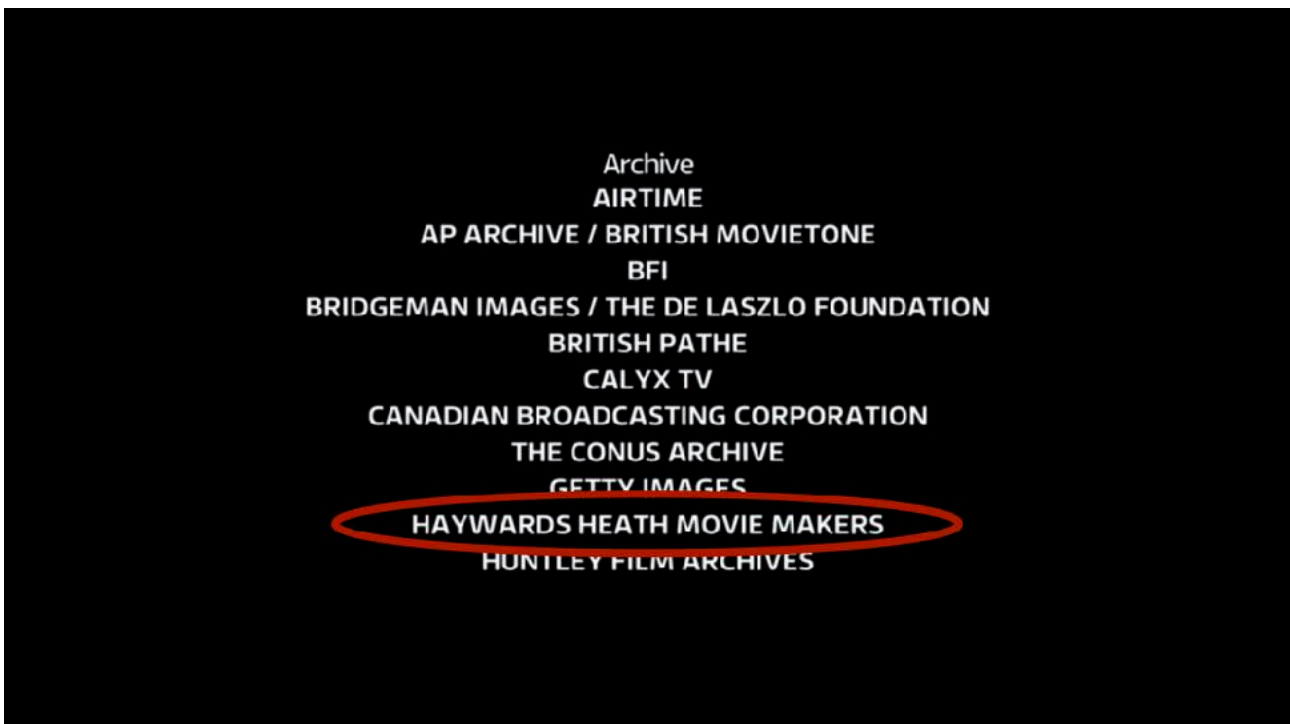 Archive
AIRTIME
AP ARCHIVE / BRITISH MOVIETONE
BFI
BRIDGEMAN IMAGES / THE DE LASZLO FOUNDATION
BRITISH PATHE
CALYX TV
CANADIAN BROADCASTING CORPORATION
THE CONUS ARCHIVE
GETTY IMAGES
HAYWARDS HEATH MOVIE MAKERS
HUNTLEY FILM ARCHIVES